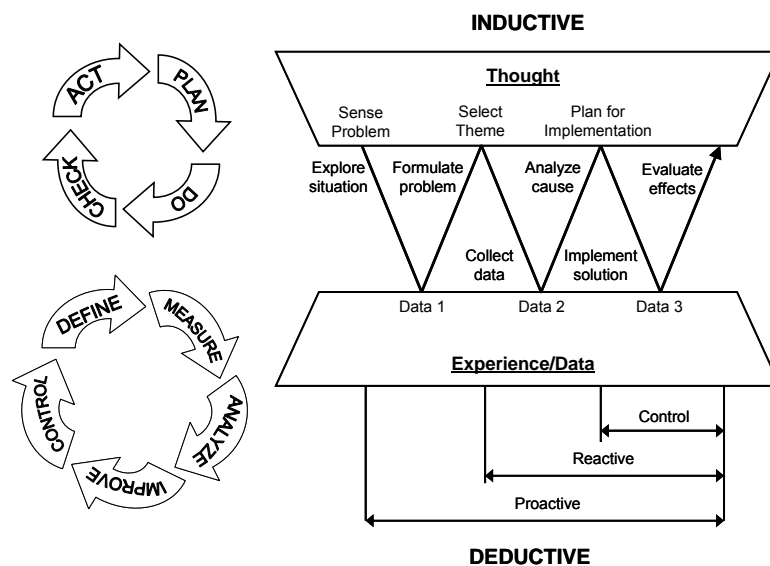 ACT
PLAN
DO
CHECK
DEFINE
MEASURE
ANALYZE
IMPROVE
CONTROL
INDUCTIVE
Thought
Sense
Problem
Select
Theme
Plan for
Implementation
Explore
situation
Formulate
problem
Analyze
cause
Evaluate
effects
Collect
data
Implement
solution
Data 1
Data 2
Data 3
Experience/Data
Control
Reactive
Proactive
DEDUCTIVE